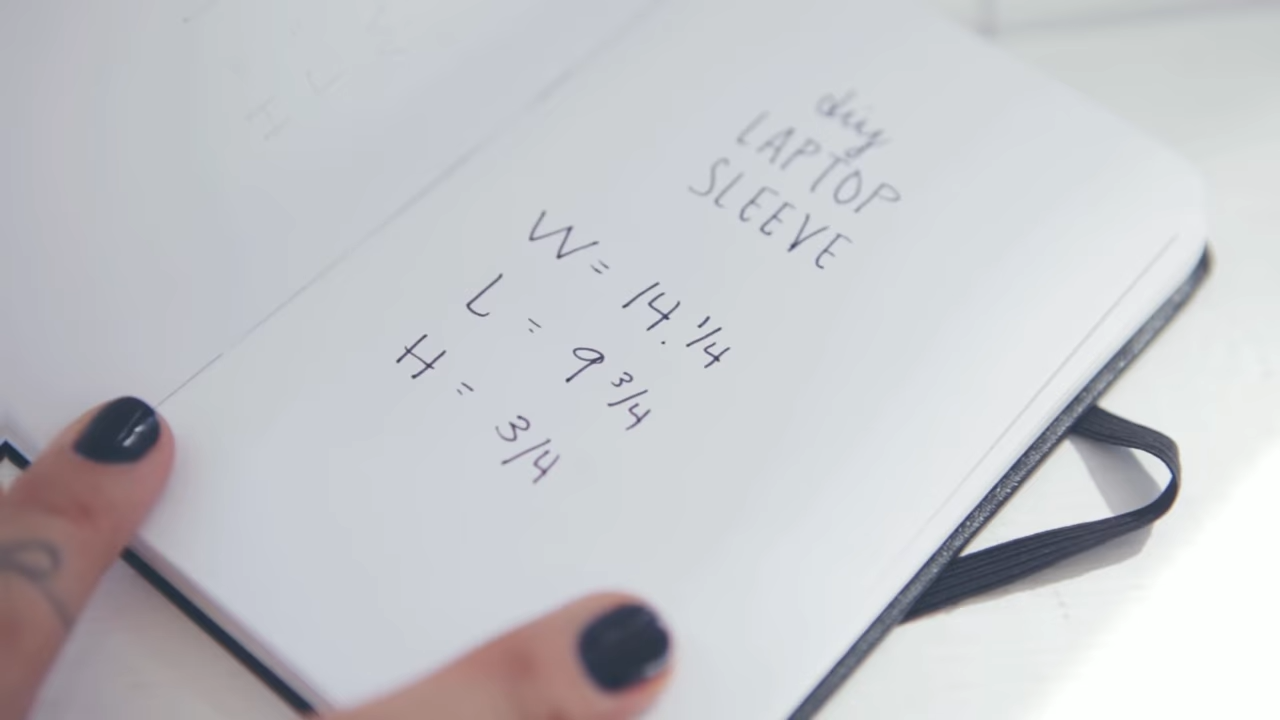 diy
LAPTOP
SLEEVE
W = 14.1/4
L = 9 3/4
H = 3/4